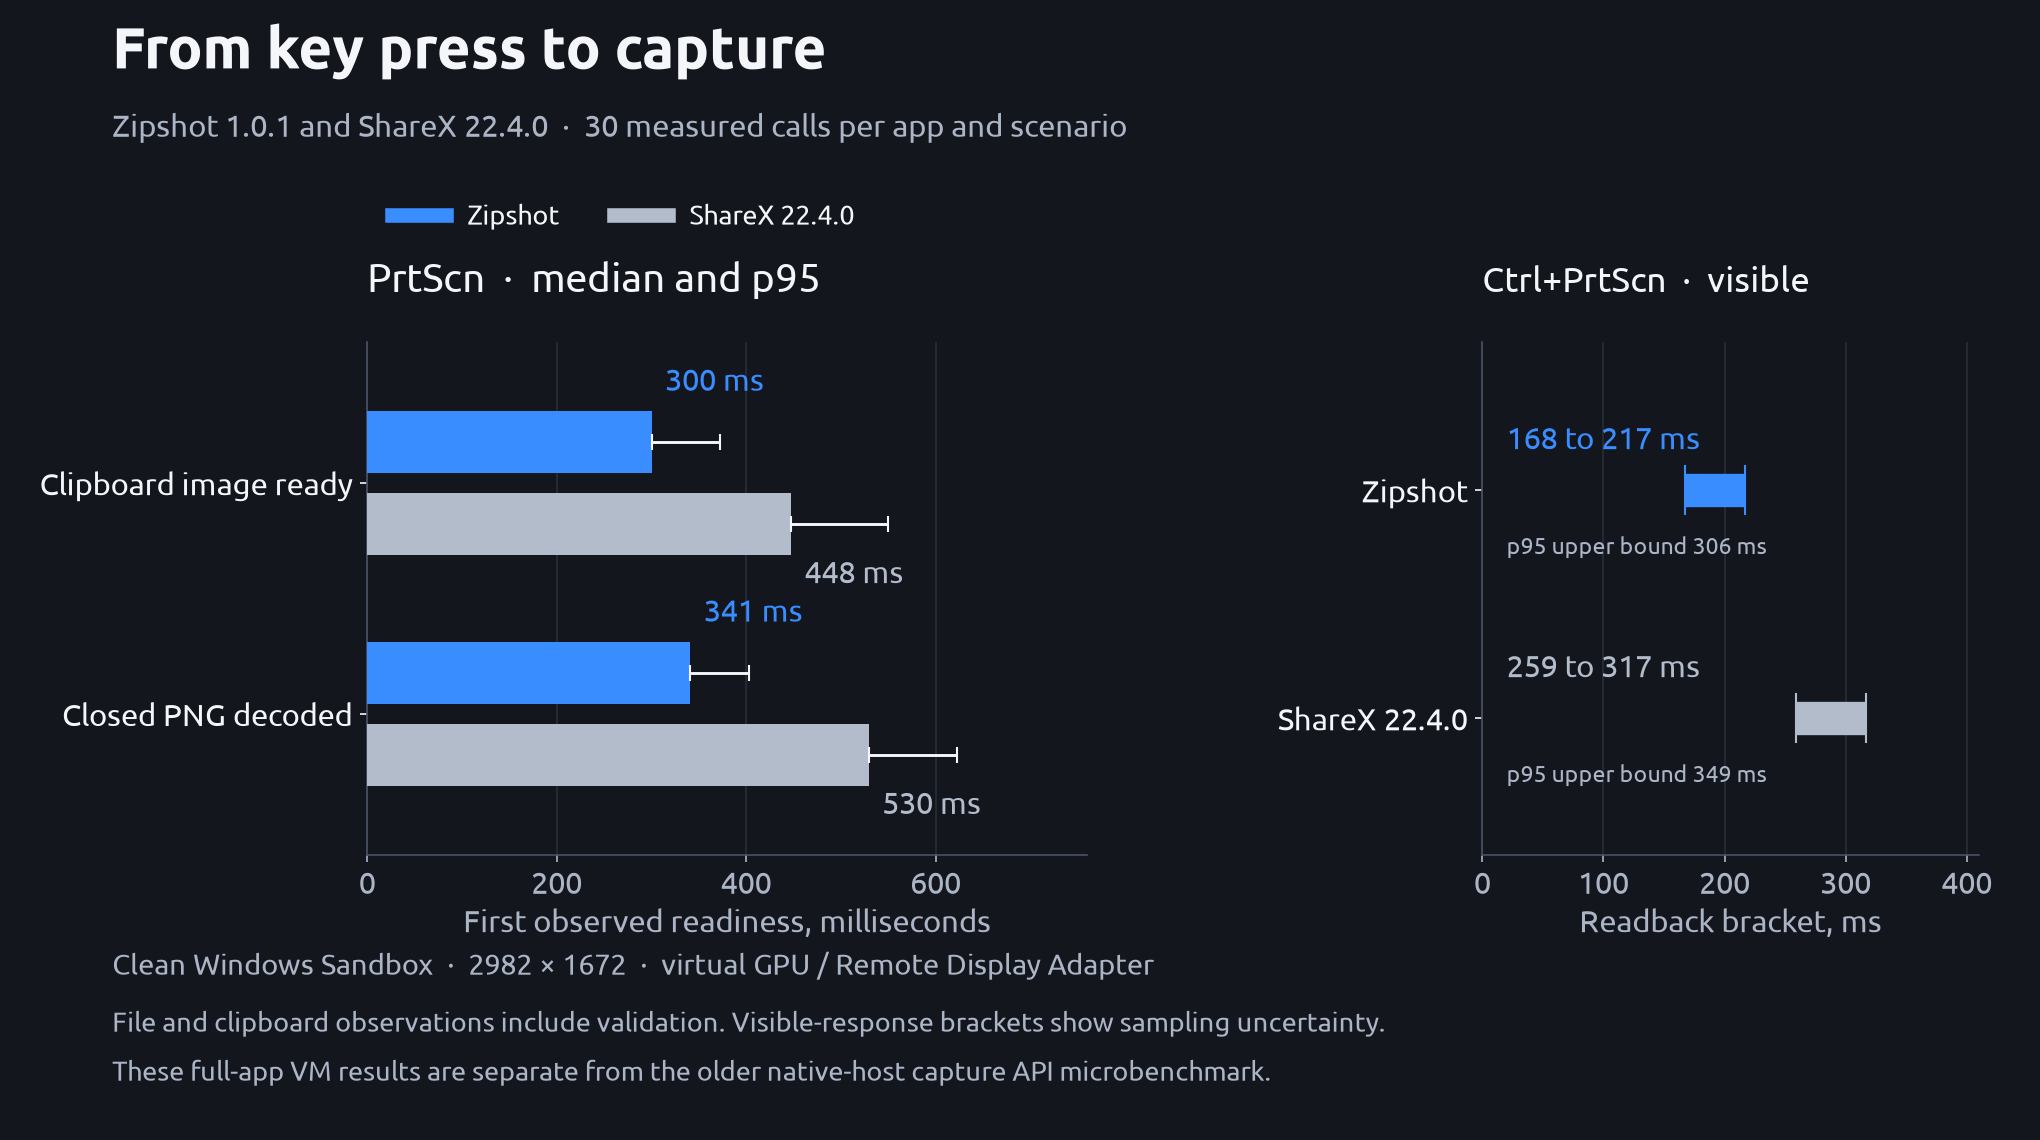 From key press to capture
Zipshot 1.0.1 and ShareX 22.4.0 · 30 measured calls per app and scenario
Zipshot
ShareX 22.4.0
PrtScn · median and p95
300 ms
Clipboard image ready
448 ms
341 ms
Closed PNG decoded
530 ms
0 200 400 600
First observed readiness, milliseconds
Ctrl+PrtScn · visible
168 to 217 ms
Zipshot
p95 upper bound 306 ms
259 to 317 ms
ShareX 22.4.0
p95 upper bound 349 ms
0 100 200 300 400
Readback bracket, ms
Clean Windows Sandbox · 2982 × 1672 · virtual GPU / Remote Display Adapter
File and clipboard observations include validation. Visible-response brackets show sampling uncertainty.
These full-app VM results are separate from the older native-host capture API microbenchmark.